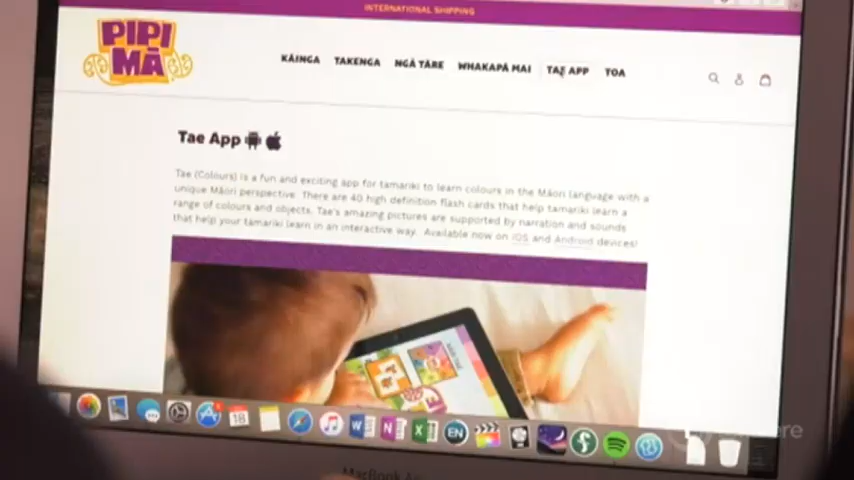 INTERNATIONAL SHIPPING
PIPI
MĀ
KĀINGA TAKENGA NGĀ TĀRE WHAKAPĀ MAI TAE APP TOA
Tae App
Tae (Colours) is a fun and exciting app for tamariki to learn colours in the Māori language with a
unique Māori perspective. There are 40 high definition flash cards that help tamariki learn a
range of colours and objects. Tae's amazing pictures are supported by narration and sounds
that help your tamariki learn in an interactive way. Available now on iOS and Android devices!
18
EN
MacBook